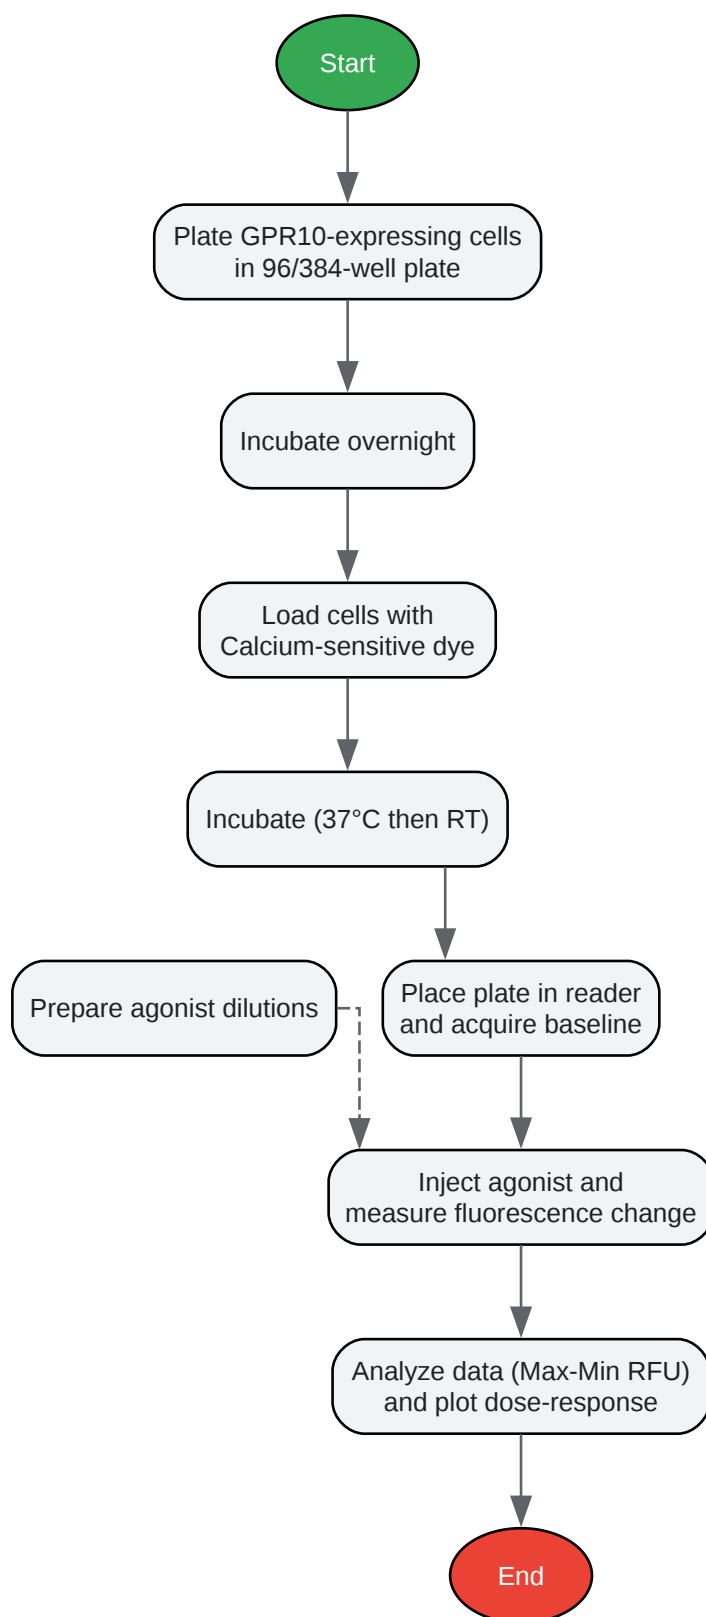 Start
Plate GPR10-expressing cells
in 96/384-well plate
Incubate overnight
Load cells with
Calcium-sensitive dye
Incubate (37°C then RT)
Prepare agonist dilutions
Place plate in reader
and acquire baseline
Inject agonist and
measure fluorescence change
Analyze data (Max-Min RFU)
and plot dose-response
End